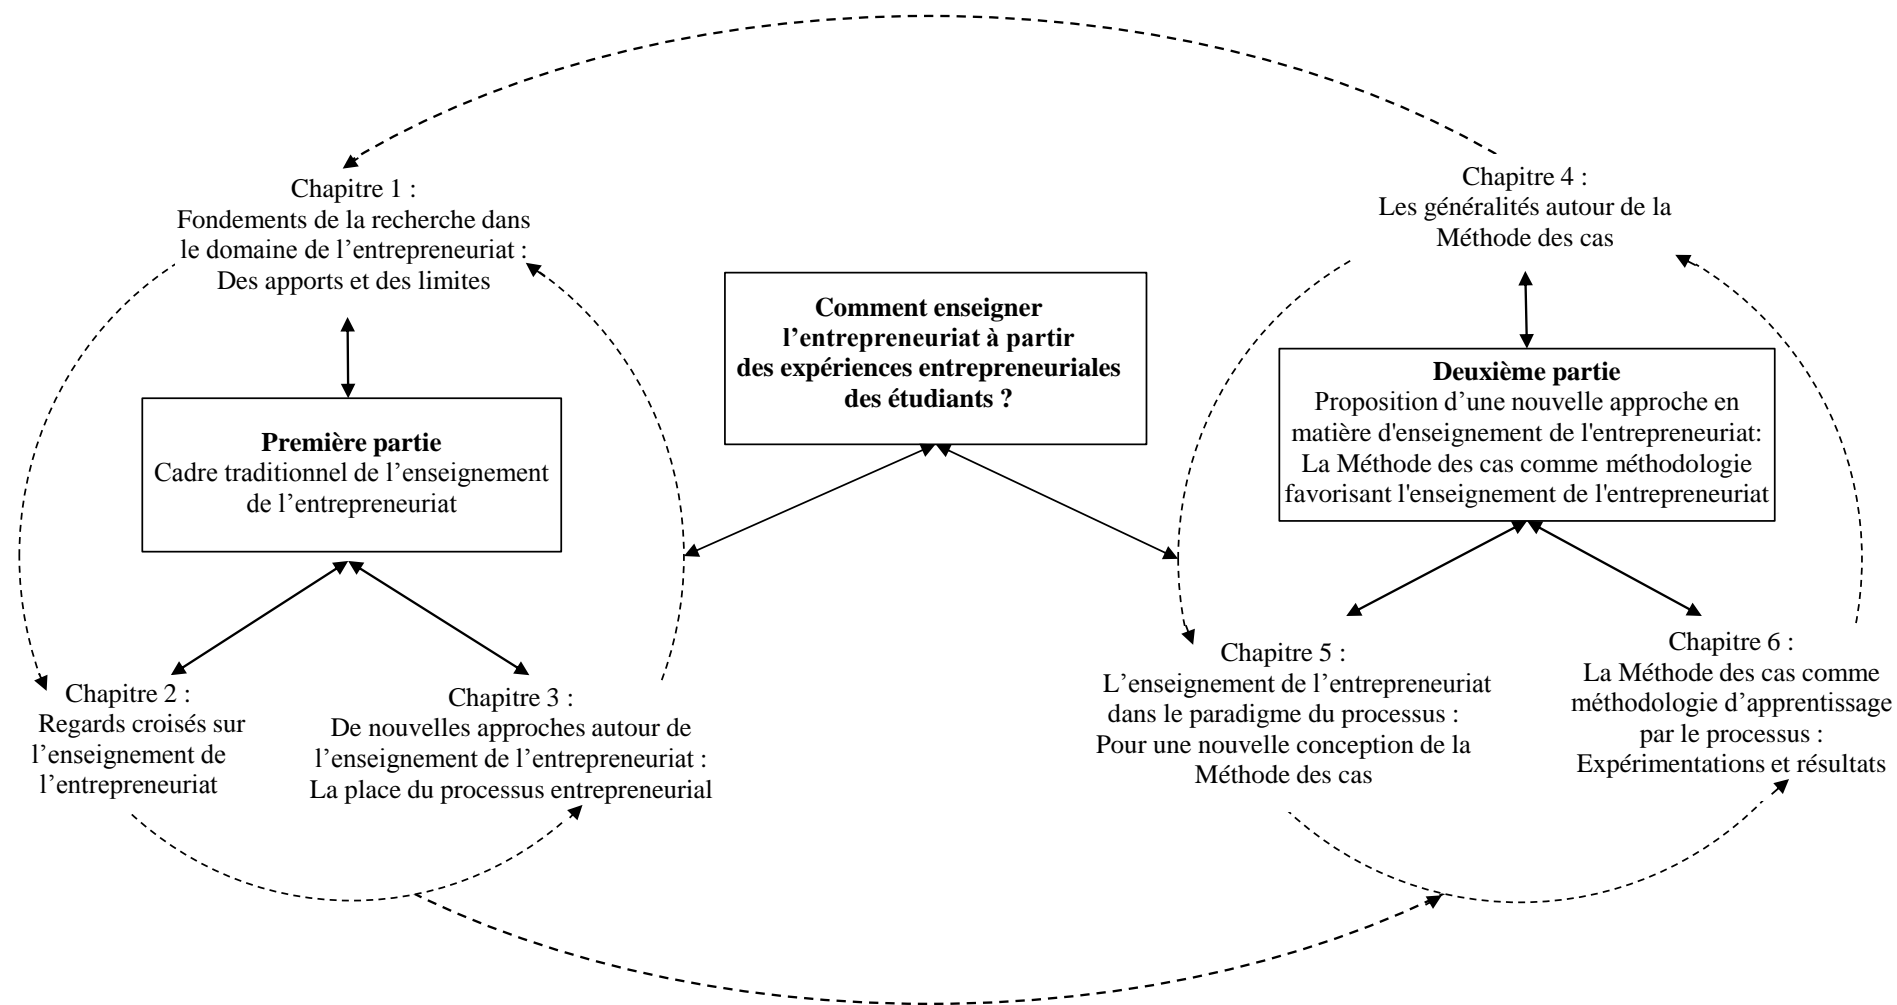 Chapitre 1 :
Fondements de la recherche dans
le domaine de l’entrepreneuriat :
Des apports et des limites
Première partie
Cadre traditionnel de l’enseignement
de l’entrepreneuriat
Chapitre 2 :
Regards croisés sur
l’enseignement de
l’entrepreneuriat
Chapitre 3 :
De nouvelles approches autour de
l’enseignement de l’entrepreneuriat :
La place du processus entrepreneurial
Comment enseigner
l’entrepreneuriat à partir
des expériences entrepreneuriales
des étudiants ?
Chapitre 4 :
Les généralités autour de la
Méthode des cas
Deuxième partie
Proposition d’une nouvelle approche en
matière d'enseignement de l'entrepreneuriat:
La Méthode des cas comme méthodologie
favorisant l'enseignement de l'entrepreneuriat
Chapitre 5 :
L’enseignement de l’entrepreneuriat
dans le paradigme du processus :
Pour une nouvelle conception de la
Méthode des cas
Chapitre 6 :
La Méthode des cas comme
méthodologie d’apprentissage
par le processus :
Expérimentations et résultats